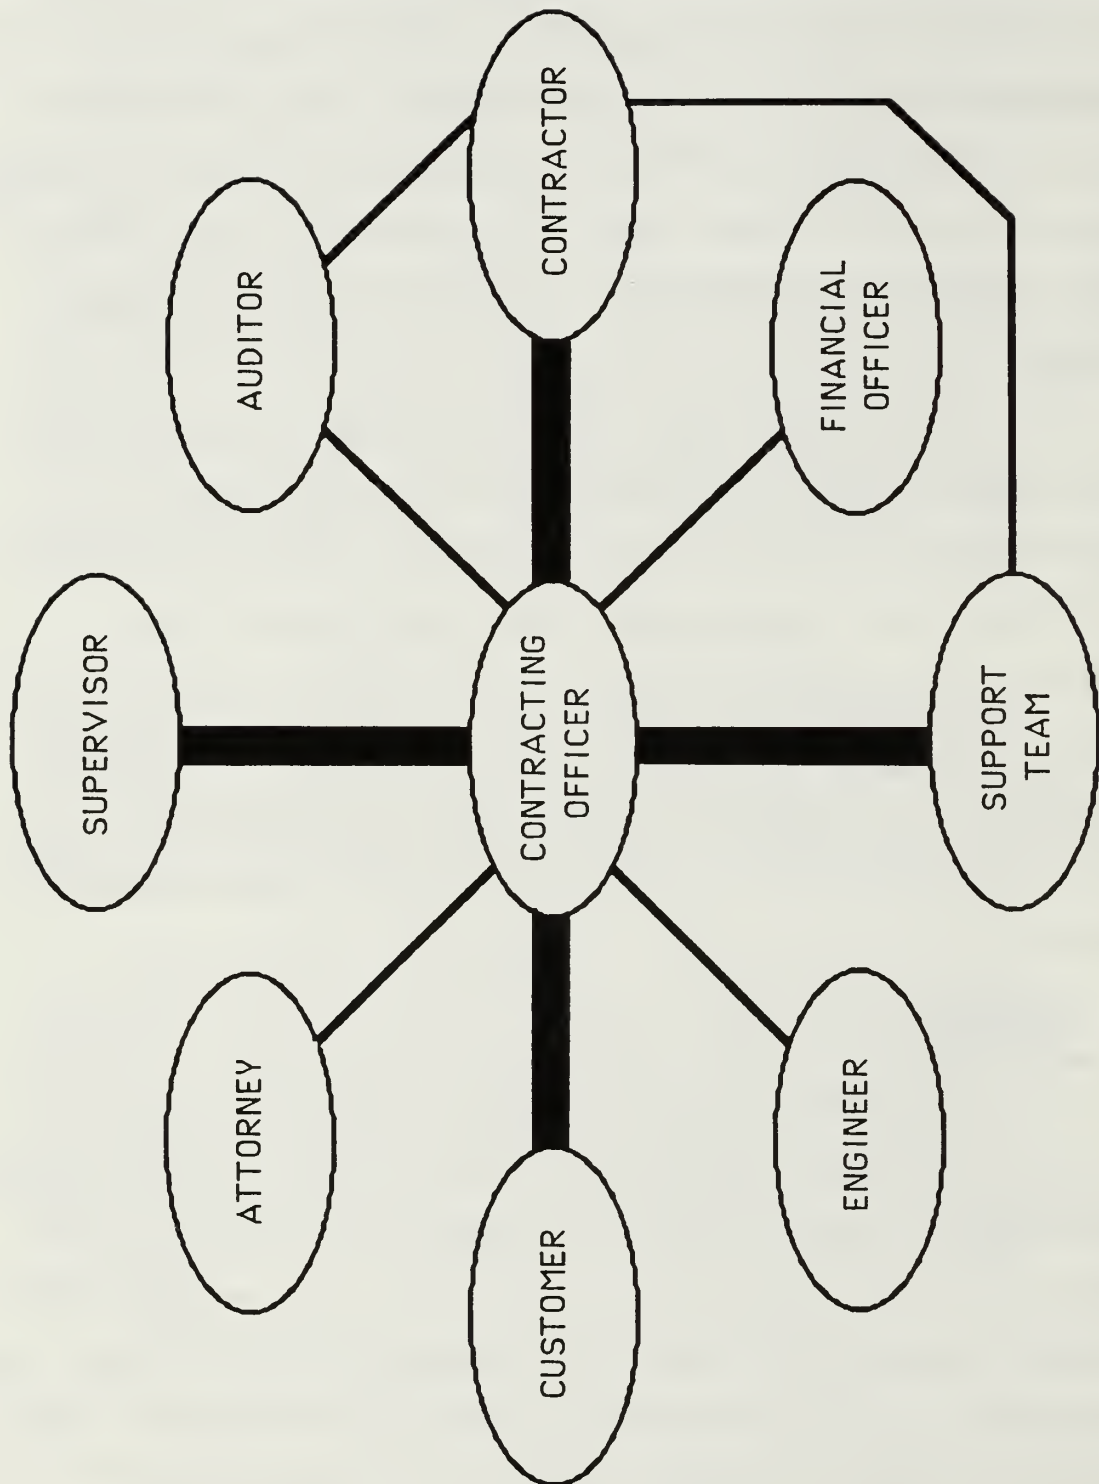 SUPERVISOR
ATTORNEY
AUDITOR
CUSTOMER
CONTRACTING
OFFICER
CONTRACTOR
ENGINEER
FINANCIAL
OFFICER
SUPPORT
TEAM